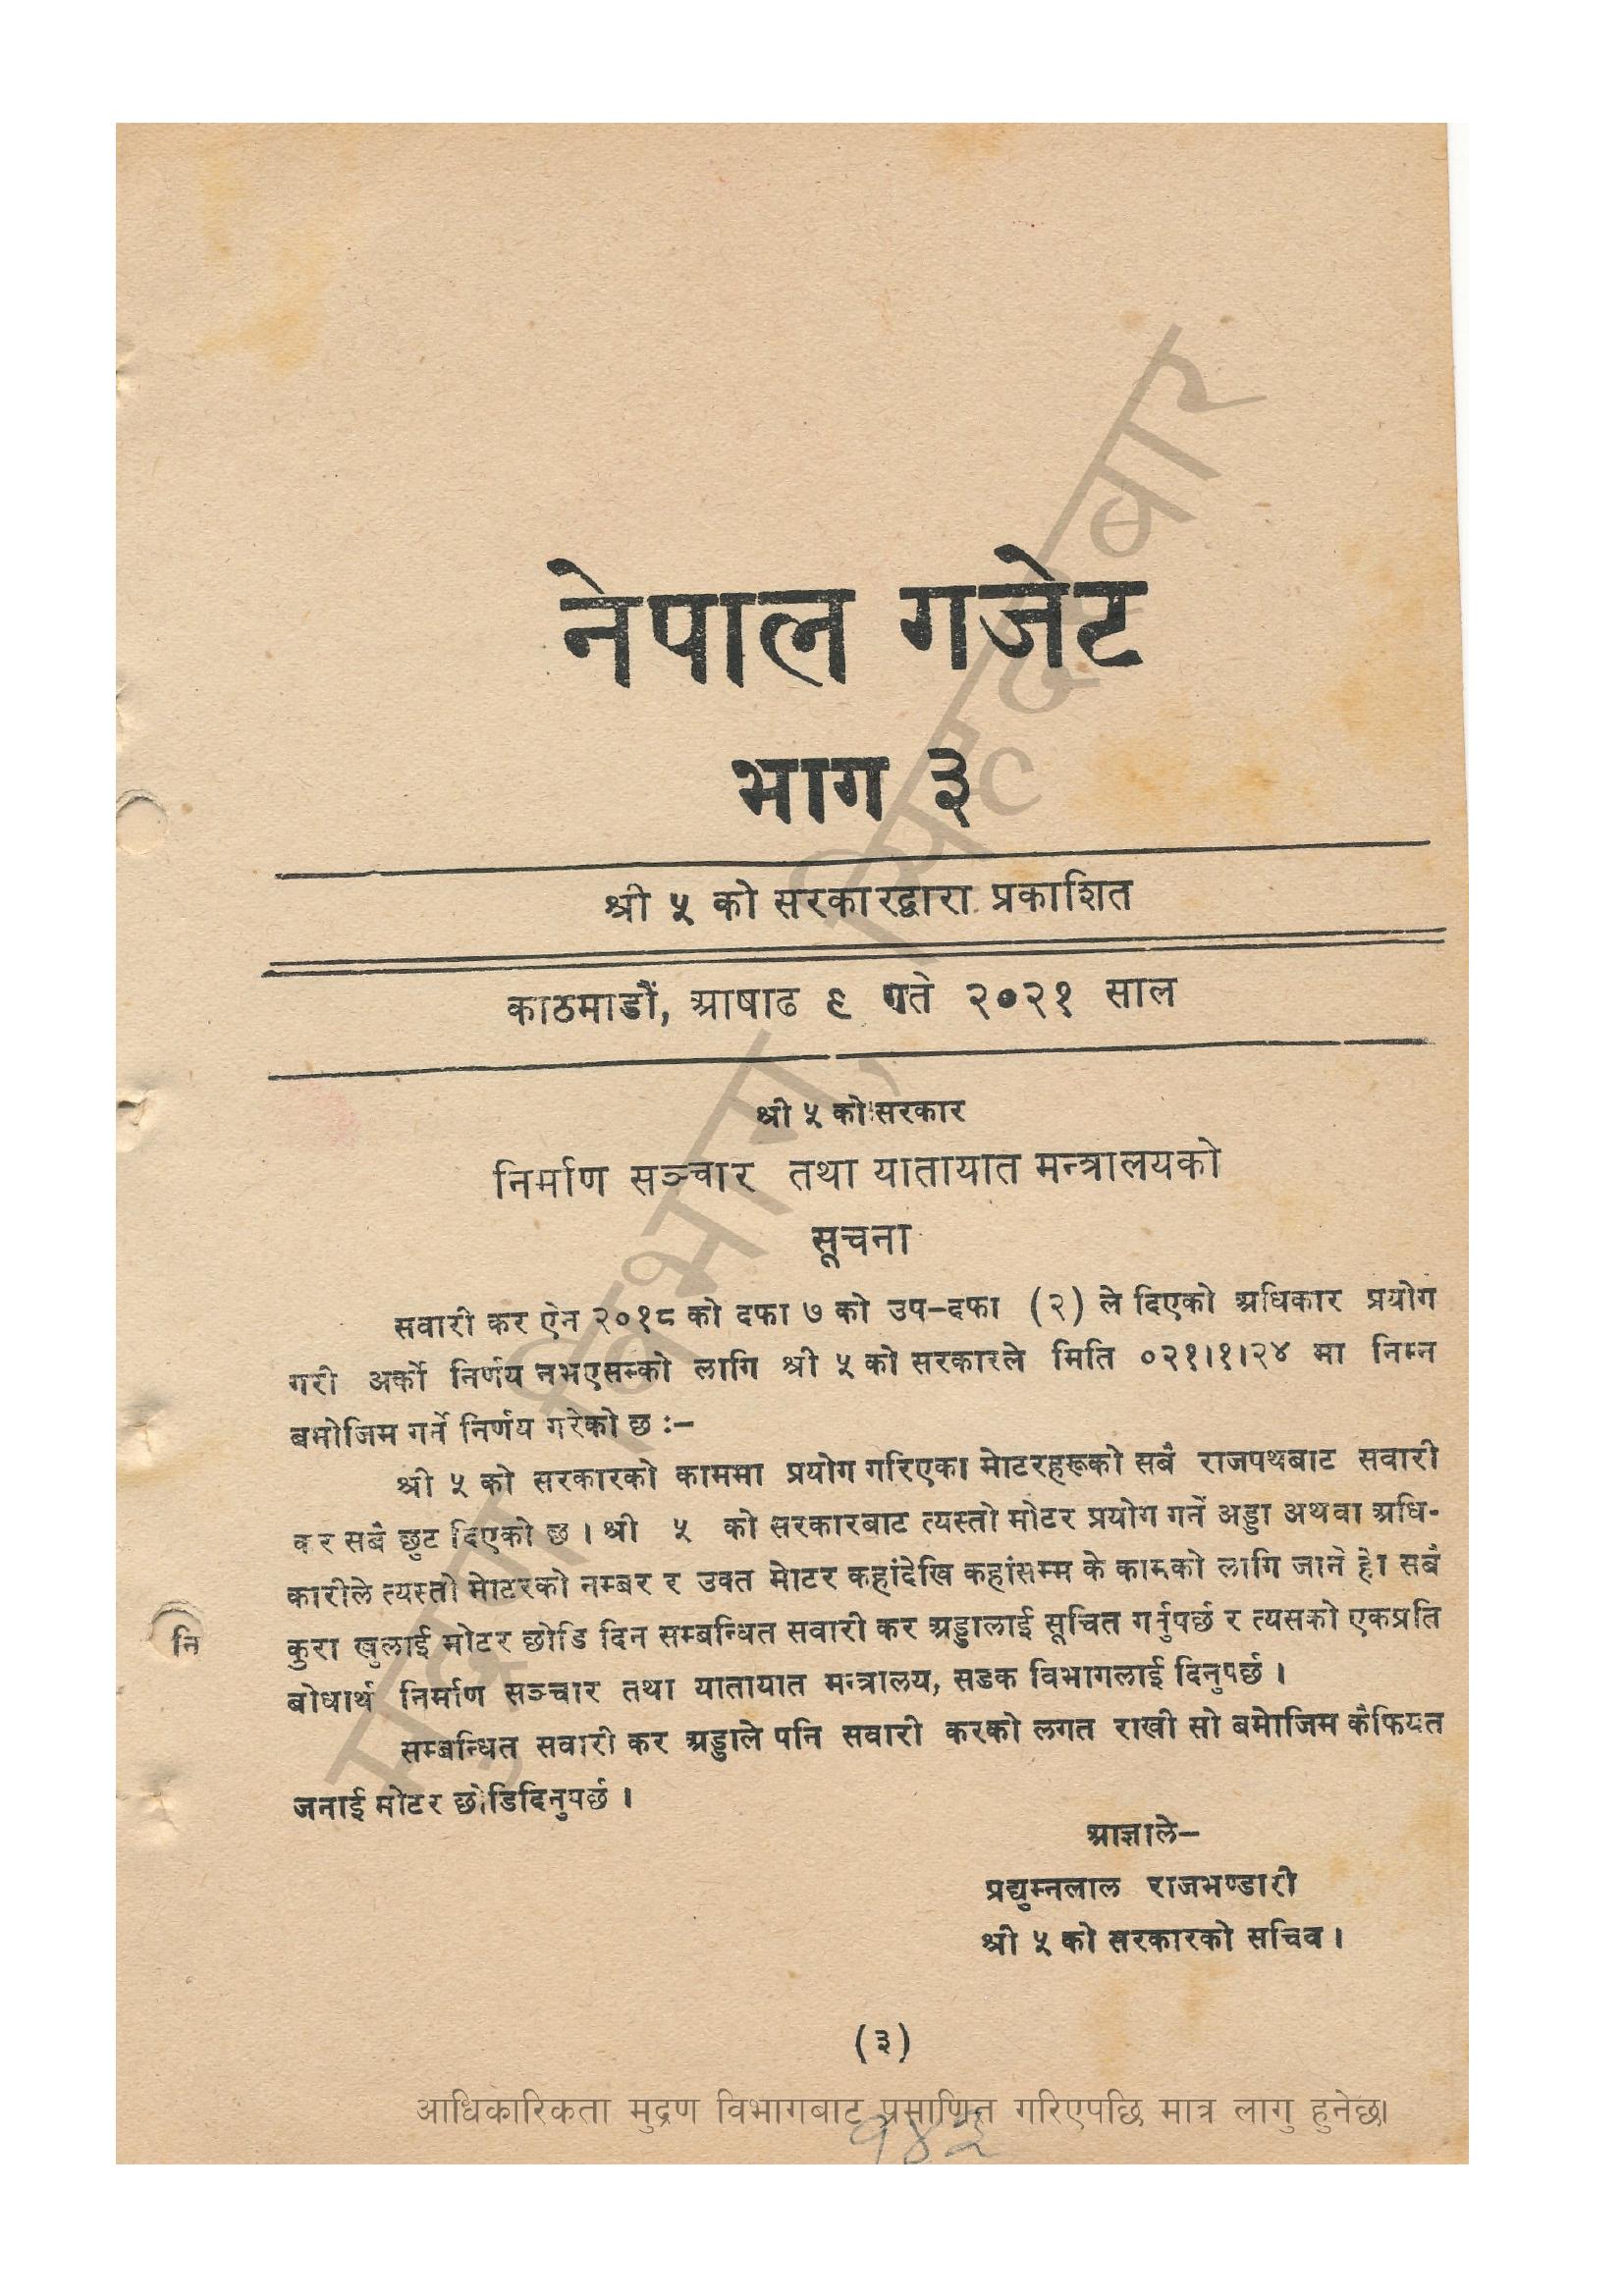 नेपाल गजेट
भाग ३
श्री ५ को सरकारद्वारा प्रकाशित
काठमाडौं, आषाढ ९ गते २०२१ साल
श्री ५ को सरकार
निर्माण सञ्चार तथा यातायात मन्त्रालयको
सूचना
सवारी कर ऐन २०१८ को दफा ७ को उप-दफा (२) ले दिएको अधिकार प्रयोग
गरी अर्को निर्णय नभएसम्को लागि श्री ५ को सरकारले मिति ०२१।१।२४ मा निम्न
बमोजिम गर्ने निर्णय गरेको छ :–
श्री ५ को सरकारको काममा प्रयोग गरिएका मोटरहरूको सबै राजपथबाट सवारी
कर सबै छुट दिएको छ । श्री ५ को सरकारबाट त्यस्तो मोटर प्रयोग गर्ने अड्डा अथवा अधि-
कारीले त्यस्तो मोटरको नम्बर र उक्त मोटर कहांदेखि कहांसम्म के कामको लागि जाने हो सबै
कुरा खुलाई मोटर छोडि दिन सम्बन्धित सवारी कर अड्डालाई सूचित गर्नुपर्छ र त्यसको एकप्रति
नि
बोधार्थ निर्माण सञ्चार तथा यातायात मन्त्रालय, सडक विभागलाई दिनुपर्छ ।
सम्बन्धित सवारी कर अड्डाले पनि सवारी करको लगत राखी सो बमोजिम कैफियत
जनाई मोटर छोडिदिनुपर्छ ।
आज्ञाले–
प्रद्युम्नलाल राजभण्डारी
श्री ५ को सरकारको सचिव ।
(३)
आधिकारिकता मुद्रण विभागबाट प्रमाणित गरिएपछि मात्र लागु हुनेछ।
१४३